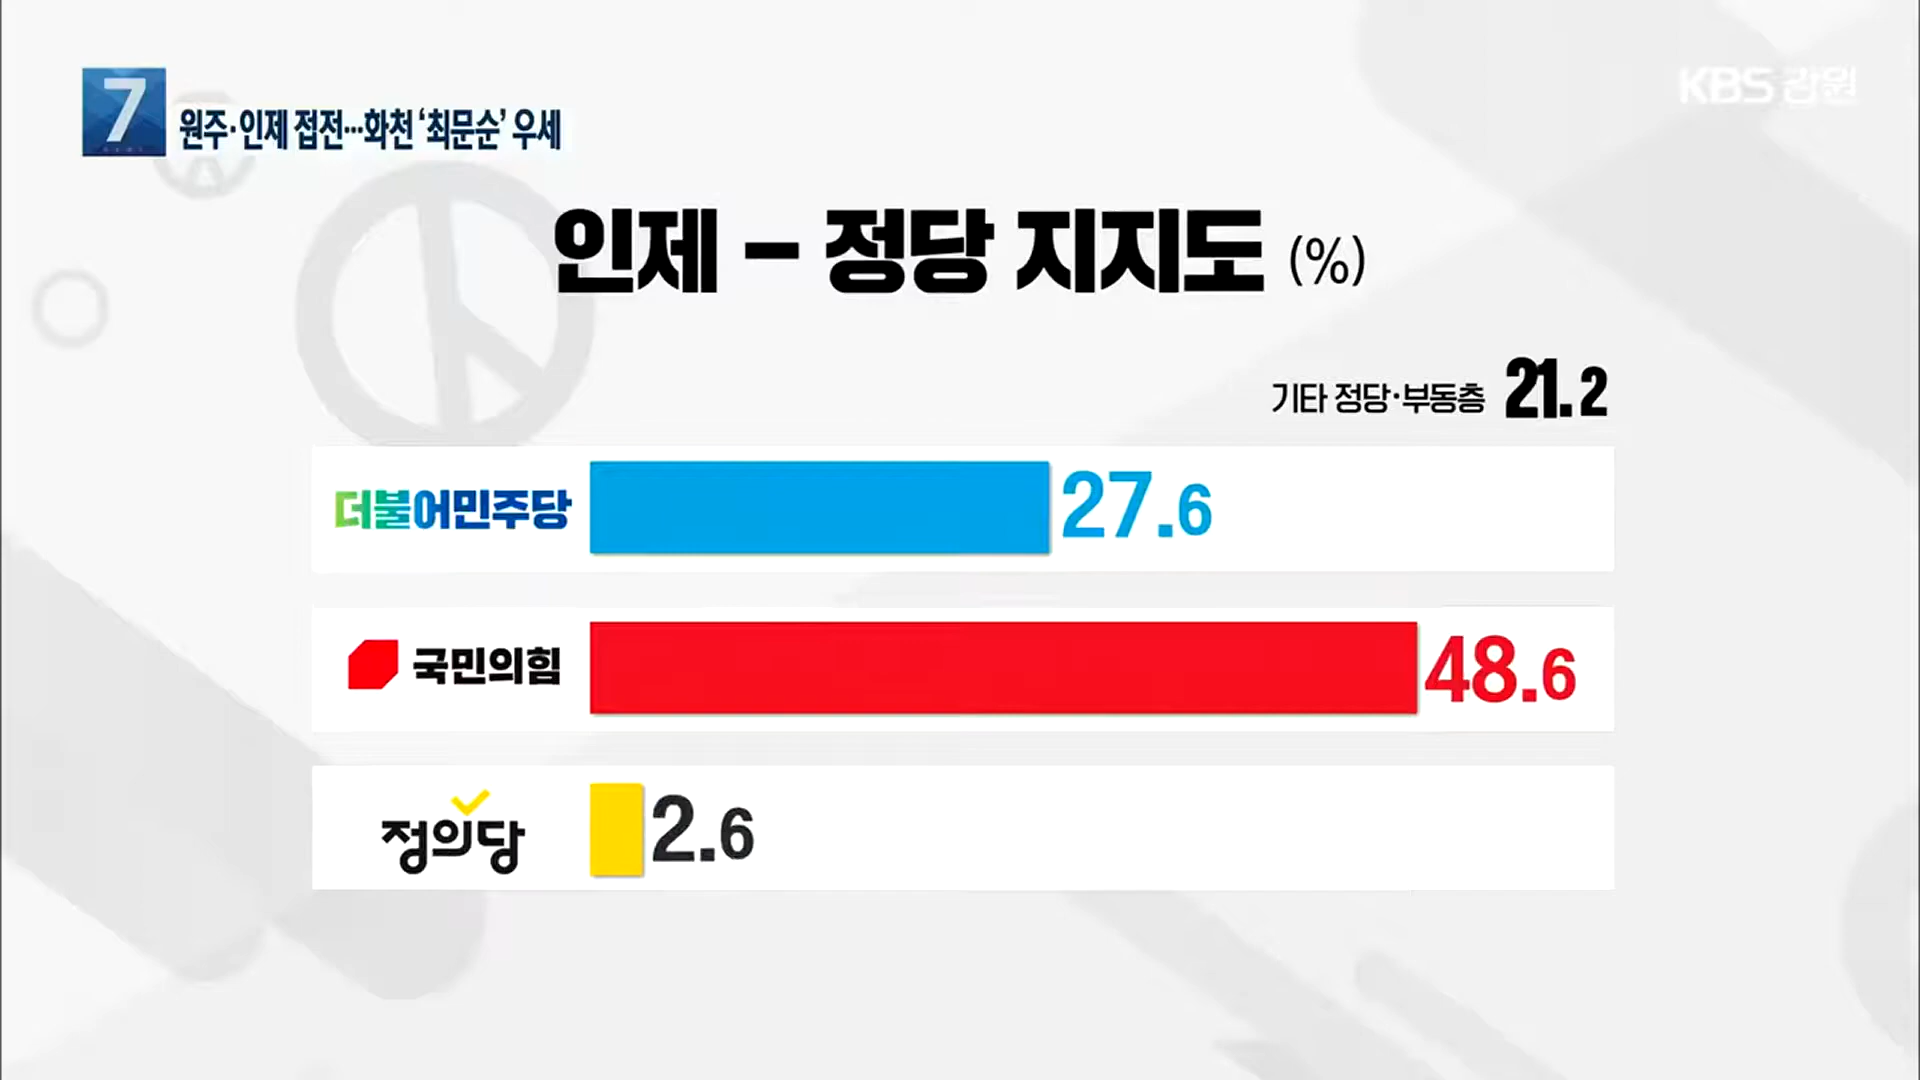 7
원주·인제 접전…화천 ‘최문순’ 우세
KBS 강원
인제 - 정당 지지도 (%)
기타 정당·부동층 21.2
더불어민주당 27.6
국민의힘 48.6
정의당 2.6